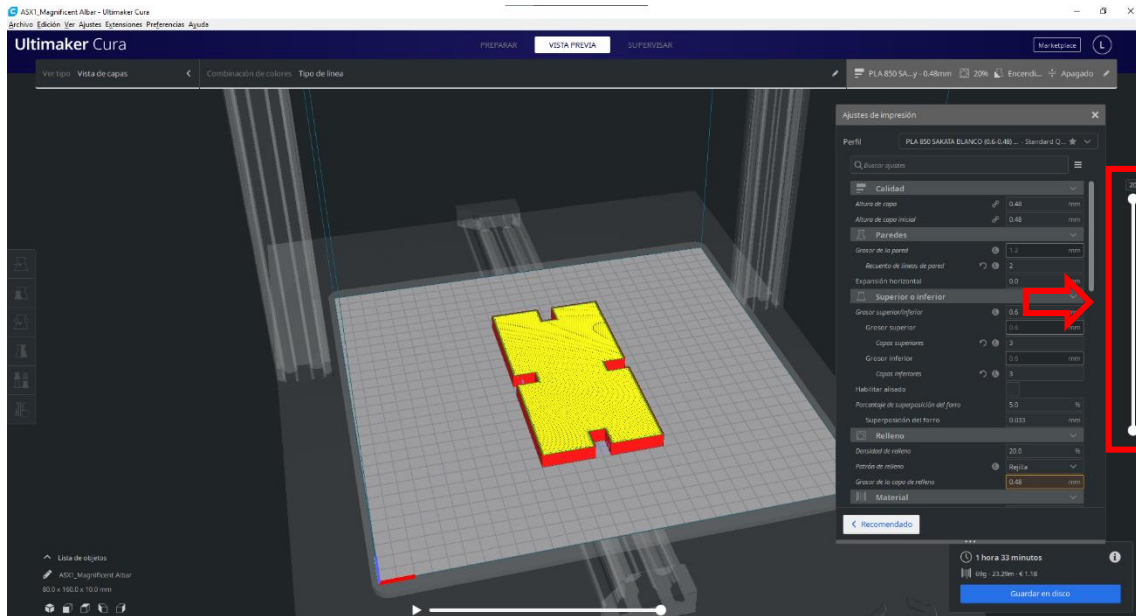 ASX1_Magnificent Albar - Ultimaker Cura
Archivo Edición Ver Ajustes Extensiones Preferencias Ayuda
Ultimaker Cura
PREPARAR VISTA PREVIA SUPERVISAR
Marketplace L
Ver tipo Vista de capas
Combinación de colores Tipo de línea
PLA 850 SA...y - 0.48mm 20% Encendi... Apagado
Ajustes de impresión
Perfil PLA 850 SAKATA BLANCO (0.6-0.48) ... - Standard Q...
Buscar ajustes
Calidad
Altura de capa 0.48 mm
Altura de capa inicial 0.48 mm
Paredes
Grosor de la pared 1.2 mm
Recuento de líneas de pared 2
Expansión horizontal 0.0 mm
Superior o inferior
Grosor superior/inferior 0.6 mm
Grosor superior 0.6 mm
Capas superiores 3
Grosor inferior 0.6 mm
Capas inferiores 3
Habilitar alisado
Porcentaje de superposición del forro 5.0 %
Superposición del forro 0.033 mm
Relleno
Densidad de relleno 20.0 %
Patrón de relleno Rejilla
Grosor de la capa de relleno 0.48 mm
Material
Recomendado
Lista de objetos
ASX1_Magnificent Albar
80.0 x 160.0 x 10.0 mm
1 hora 33 minutos
69g · 23.29m · € 1.18
Guardar en disco